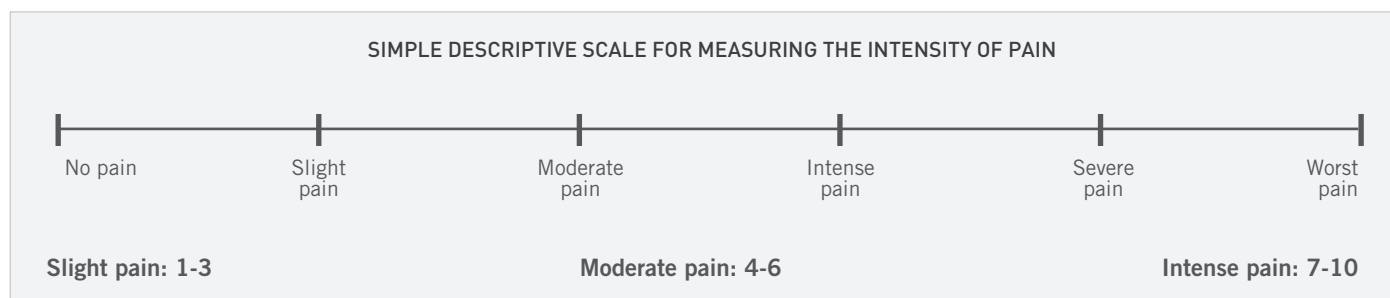 SIMPLE DESCRIPTIVE SCALE FOR MEASURING THE INTENSITY OF PAIN
No pain
Slight
pain
Moderate
pain
Intense
pain
Severe
pain
Worst
pain
Slight pain: 1-3
Moderate pain: 4-6
Intense pain: 7-10